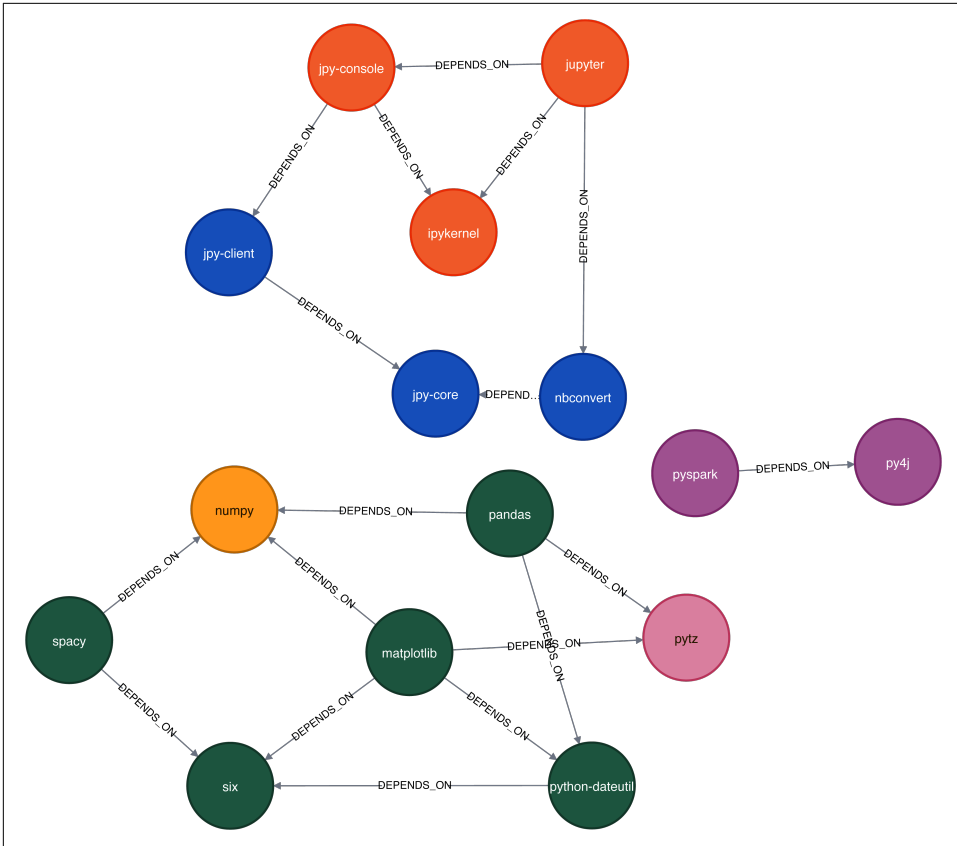 jpy-console
DEPENDS_ON
jupyter
DEPENDS_ON
DEPENDS_ON
DEPENDS_ON
DEPENDS_ON
ipykernel
jpy-client
DEPENDS_ON
jpy-core
DEPEND...
nbconvert
pyspark
DEPENDS_ON
py4j
numpy
DEPENDS_ON
pandas
DEPENDS_ON
DEPENDS_ON
DEPENDS_ON
spacy
matplotlib
DEPENDS_ON
DEPENDS_ON
pytz
DEPENDS_ON
DEPENDS_ON
DEPENDS_ON
six
DEPENDS_ON
python-dateutil